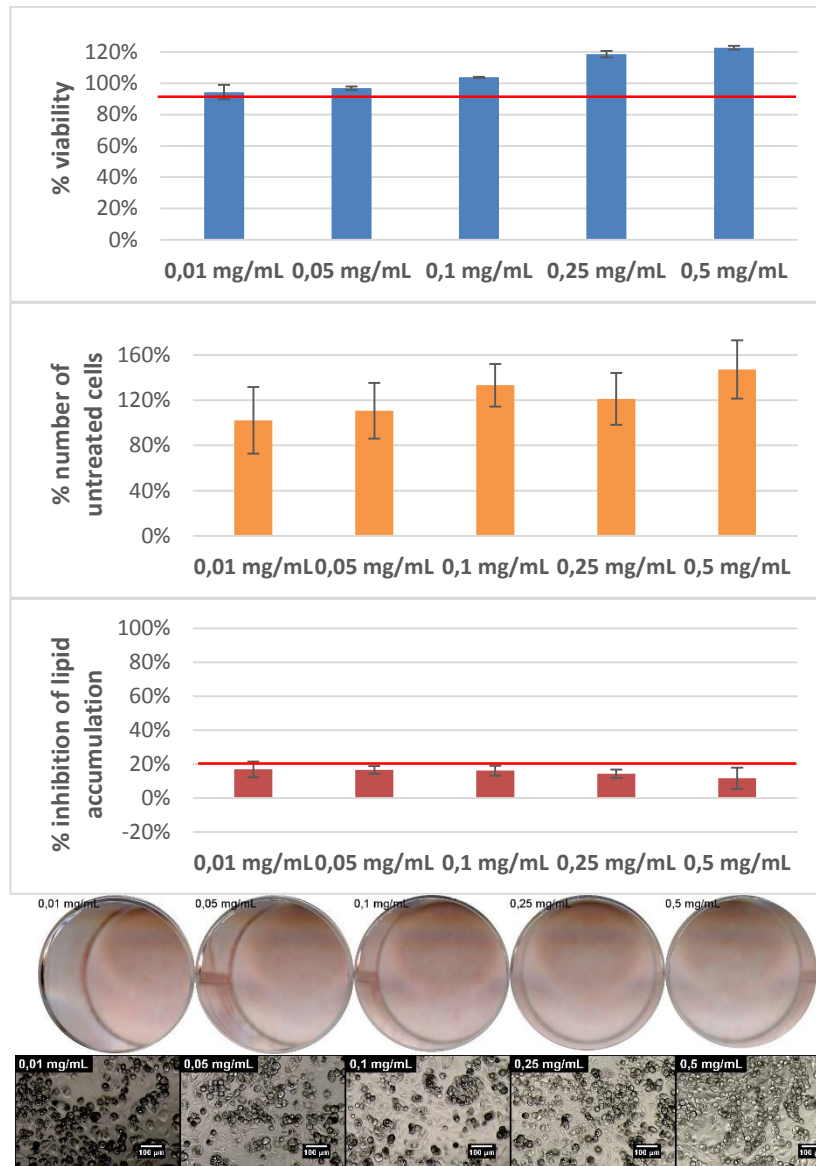 % viability
120%
100%
80%
60%
40%
20%
0%
0,01 mg/mL 0,05 mg/mL 0,1 mg/mL 0,25 mg/mL 0,5 mg/mL
% number of
untreated cells
160%
120%
80%
40%
0%
0,01 mg/mL 0,05 mg/mL 0,1 mg/mL 0,25 mg/mL 0,5 mg/mL
% inhibition of lipid
accumulation
100%
80%
60%
40%
20%
0%
-20%
0,01 mg/mL 0,05 mg/mL 0,1 mg/mL 0,25 mg/mL 0,5 mg/mL
0,01 mg/mL 0,05 mg/mL 0,1 mg/mL 0,25 mg/mL 0,5 mg/mL
0,01 mg/mL 0,05 mg/mL 0,1 mg/mL 0,25 mg/mL 0,5 mg/mL
100 µm 100 µm 100 µm 100 µm 100 µm